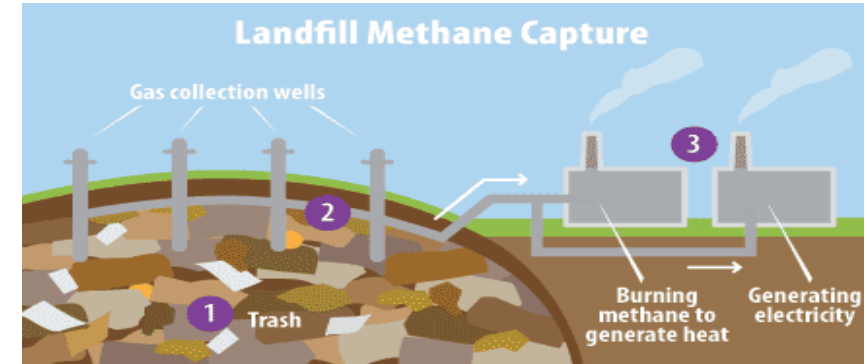 Landfill Methane Capture
Gas collection wells
3
2
1
Trash
Burning
methane to
generate heat
Generating
electricity